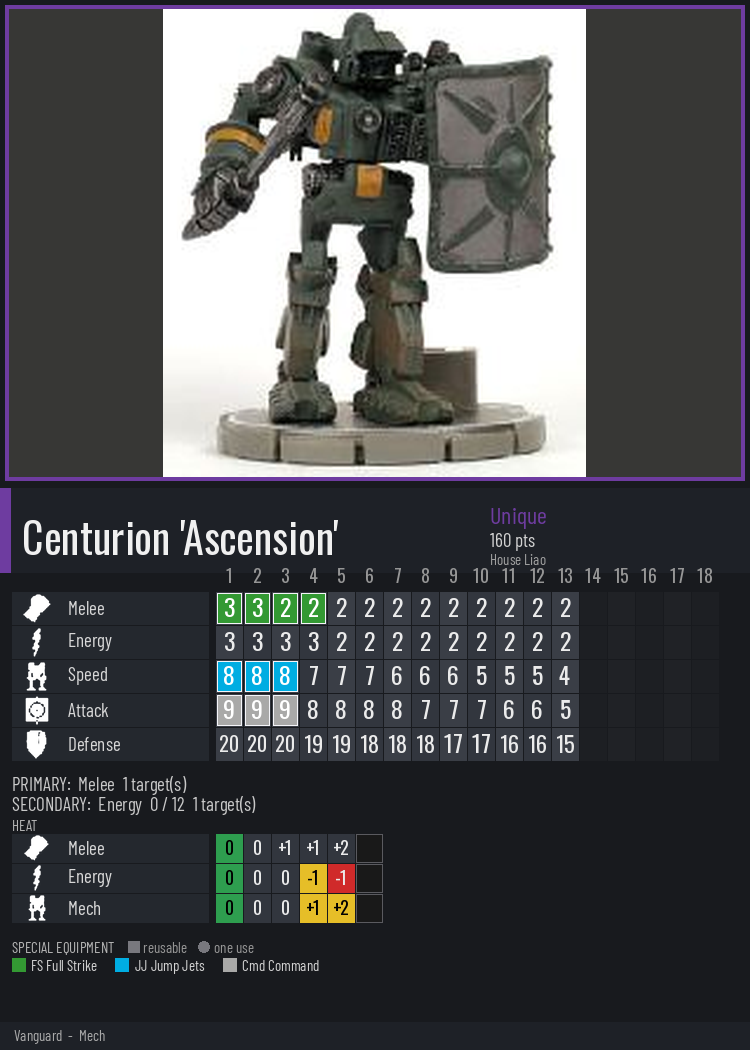 Centurion 'Ascension'
Unique
160 pts
House Liao
1 2 3 4 5 6 7 8 9 10 11 12 13 14 15 16 17 18
Melee 3 3 2 2 2 2 2 2 2 2 2 2 2
Energy 3 3 3 3 2 2 2 2 2 2 2 2 2
Speed 8 8 8 7 7 7 6 6 6 5 5 5 4
Attack 9 9 9 8 8 8 8 7 7 7 6 6 5
Defense 20 20 20 19 19 18 18 18 17 17 16 16 15
PRIMARY: Melee 1 target(s)
SECONDARY: Energy 0 / 12 1 target(s)
HEAT
Melee 0 0 +1 +1 +2
Energy 0 0 0 -1 -1
Mech 0 0 0 +1 +2
SPECIAL EQUIPMENT reusable one use
FS Full Strike JJ Jump Jets Cmd Command
Vanguard - Mech